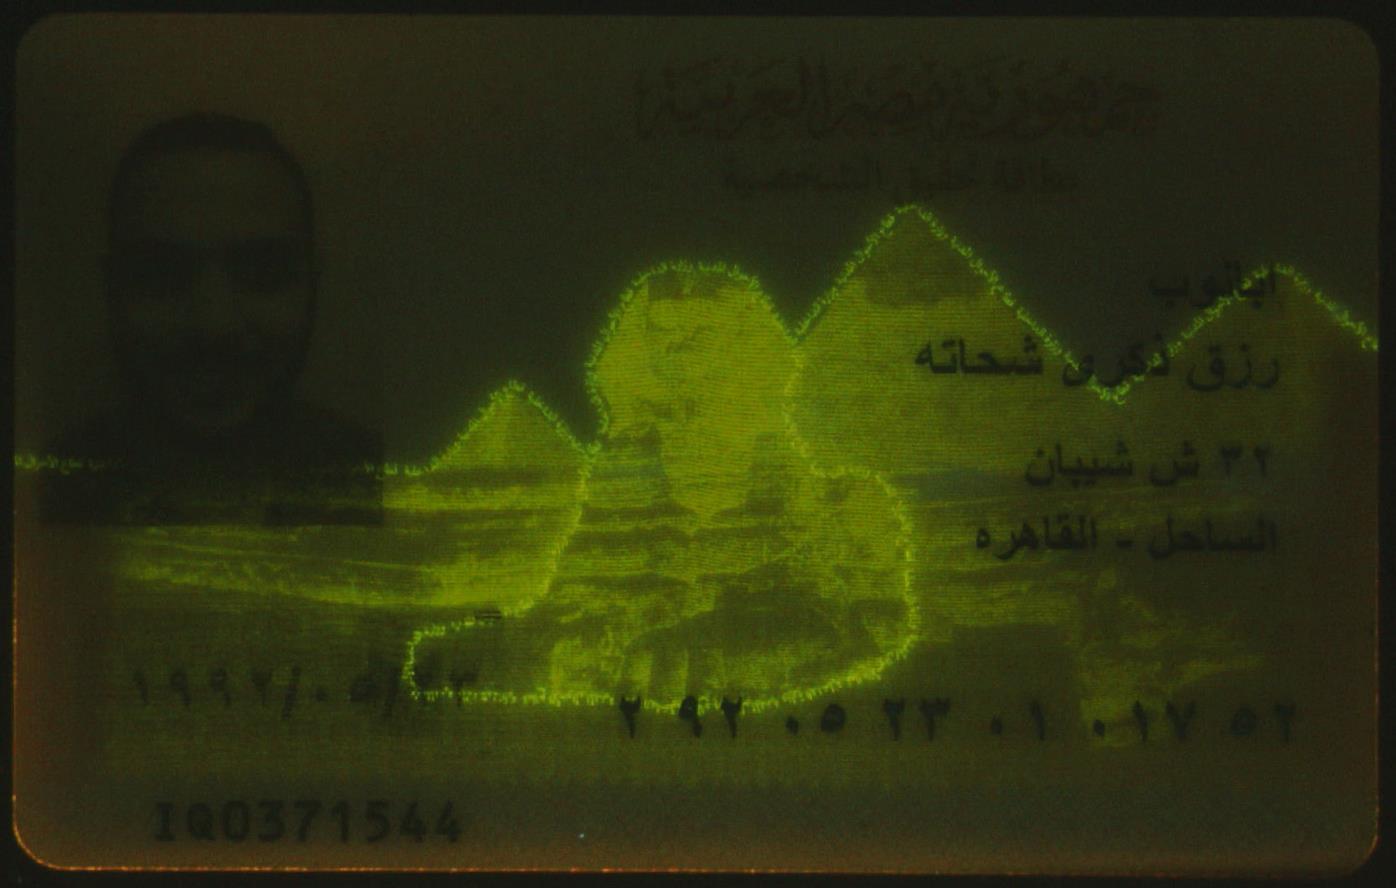 جمهورية مصر العربية
بطاقة تحقيق الشخصية
ابانوب
رزق ذكرى شحاته
٣٢ ش شيبان
الساحل - القاهره
١٩٩٢/٠٥/٢٣
٢ ٩٢ ٠٥ ٢٣ ٠١ ٠١٧ ٥٢
IQ0371544